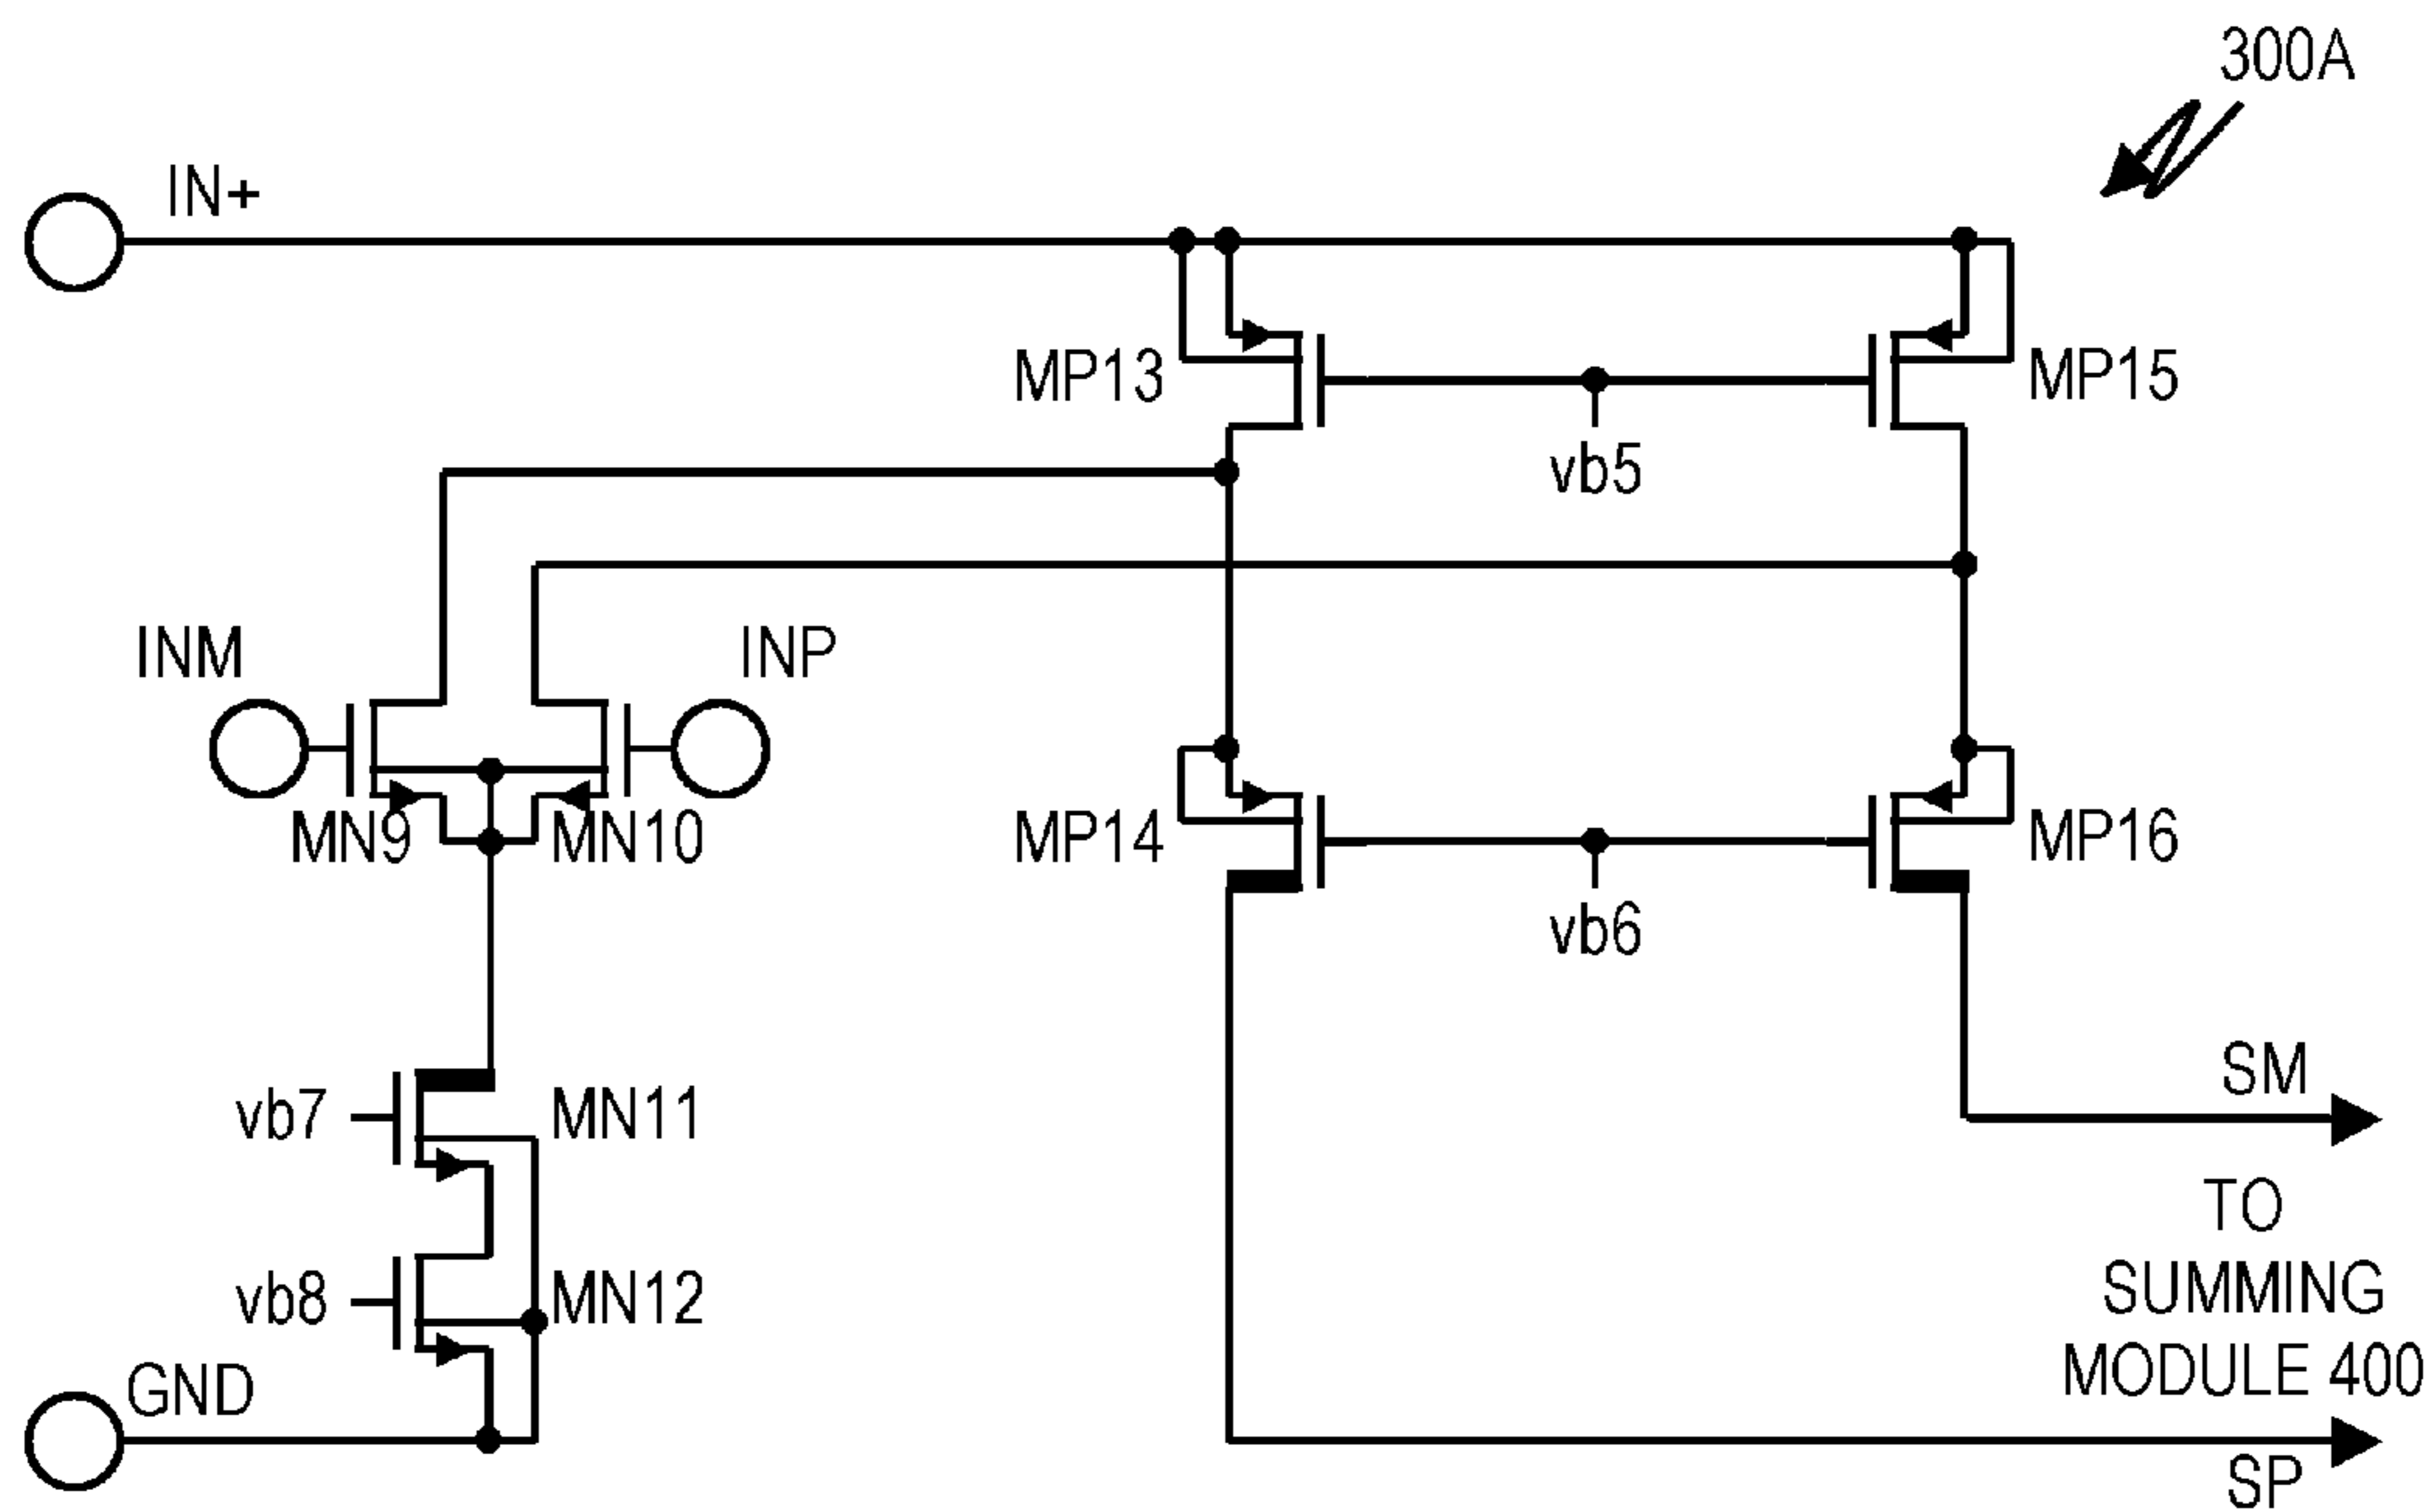 300A
IN+
MP13
MP15
vb5
INM
INP
MN9
MN10
MP14
MP16
vb6
SM
vb7
MN11
TO
SUMMING
MODULE 400
vb8
MN12
GND
SP